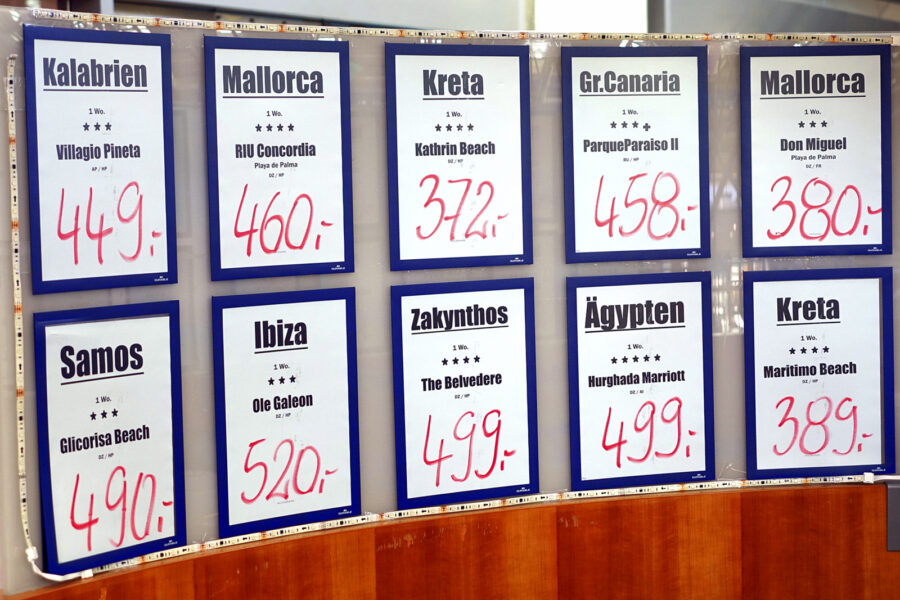 Kalabrien
1 Wo.
★★★
Villagio Pineta
AP / HP
449,-
Mallorca
1 Wo.
★★★★
RIU Concordia
Playa de Palma
DZ / HP
460,-
Kreta
1 Wo.
★★★★
Kathrin Beach
DZ / HP
372,-
Gr.Canaria
1 Wo.
★★★+
ParqueParaiso II
BU / HP
458,-
Mallorca
1 Wo.
★★★
Don Miguel
Playa de Palma
DZ / FR
380,-
Samos
1 Wo.
★★★
Glicorisa Beach
DZ / HP
490,-
Ibiza
1 Wo.
★★★
Ole Galeon
DZ / HP
520,-
Zakynthos
1 Wo.
★★★★
The Belvedere
DZ / HP
499,-
Ägypten
1 Wo.
★★★★★
Hurghada Marriott
DZ / AI
499,-
Kreta
1 Wo.
★★★★
Maritimo Beach
DZ / HP
389,-